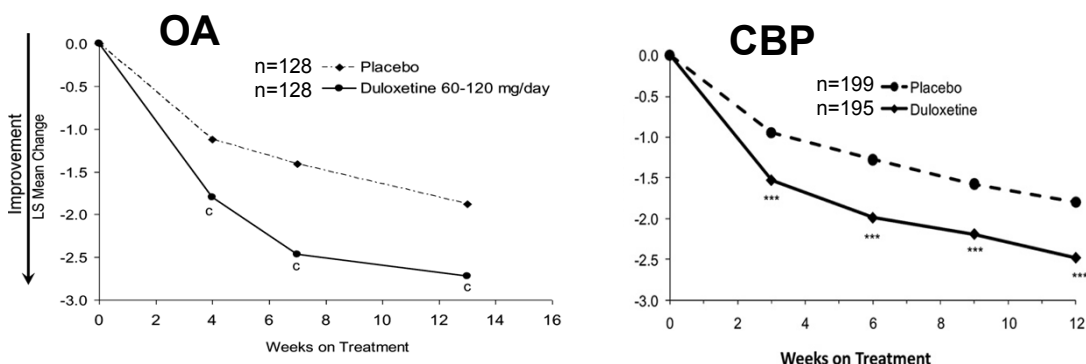 OA
n=128 Placebo
n=128 Duloxetine 60-120 mg/day
Improvement
LS Mean Change
0.0
-0.5
-1.0
-1.5
-2.0
-2.5
-3.0
c
c
c
0 2 4 6 8 10 12 14 16
Weeks on Treatment
CBP
n=199 Placebo
n=195 Duloxetine
0.0
-0.5
-1.0
-1.5
-2.0
-2.5
-3.0
***
***
***
***
0 2 4 6 8 10 12
Weeks on Treatment